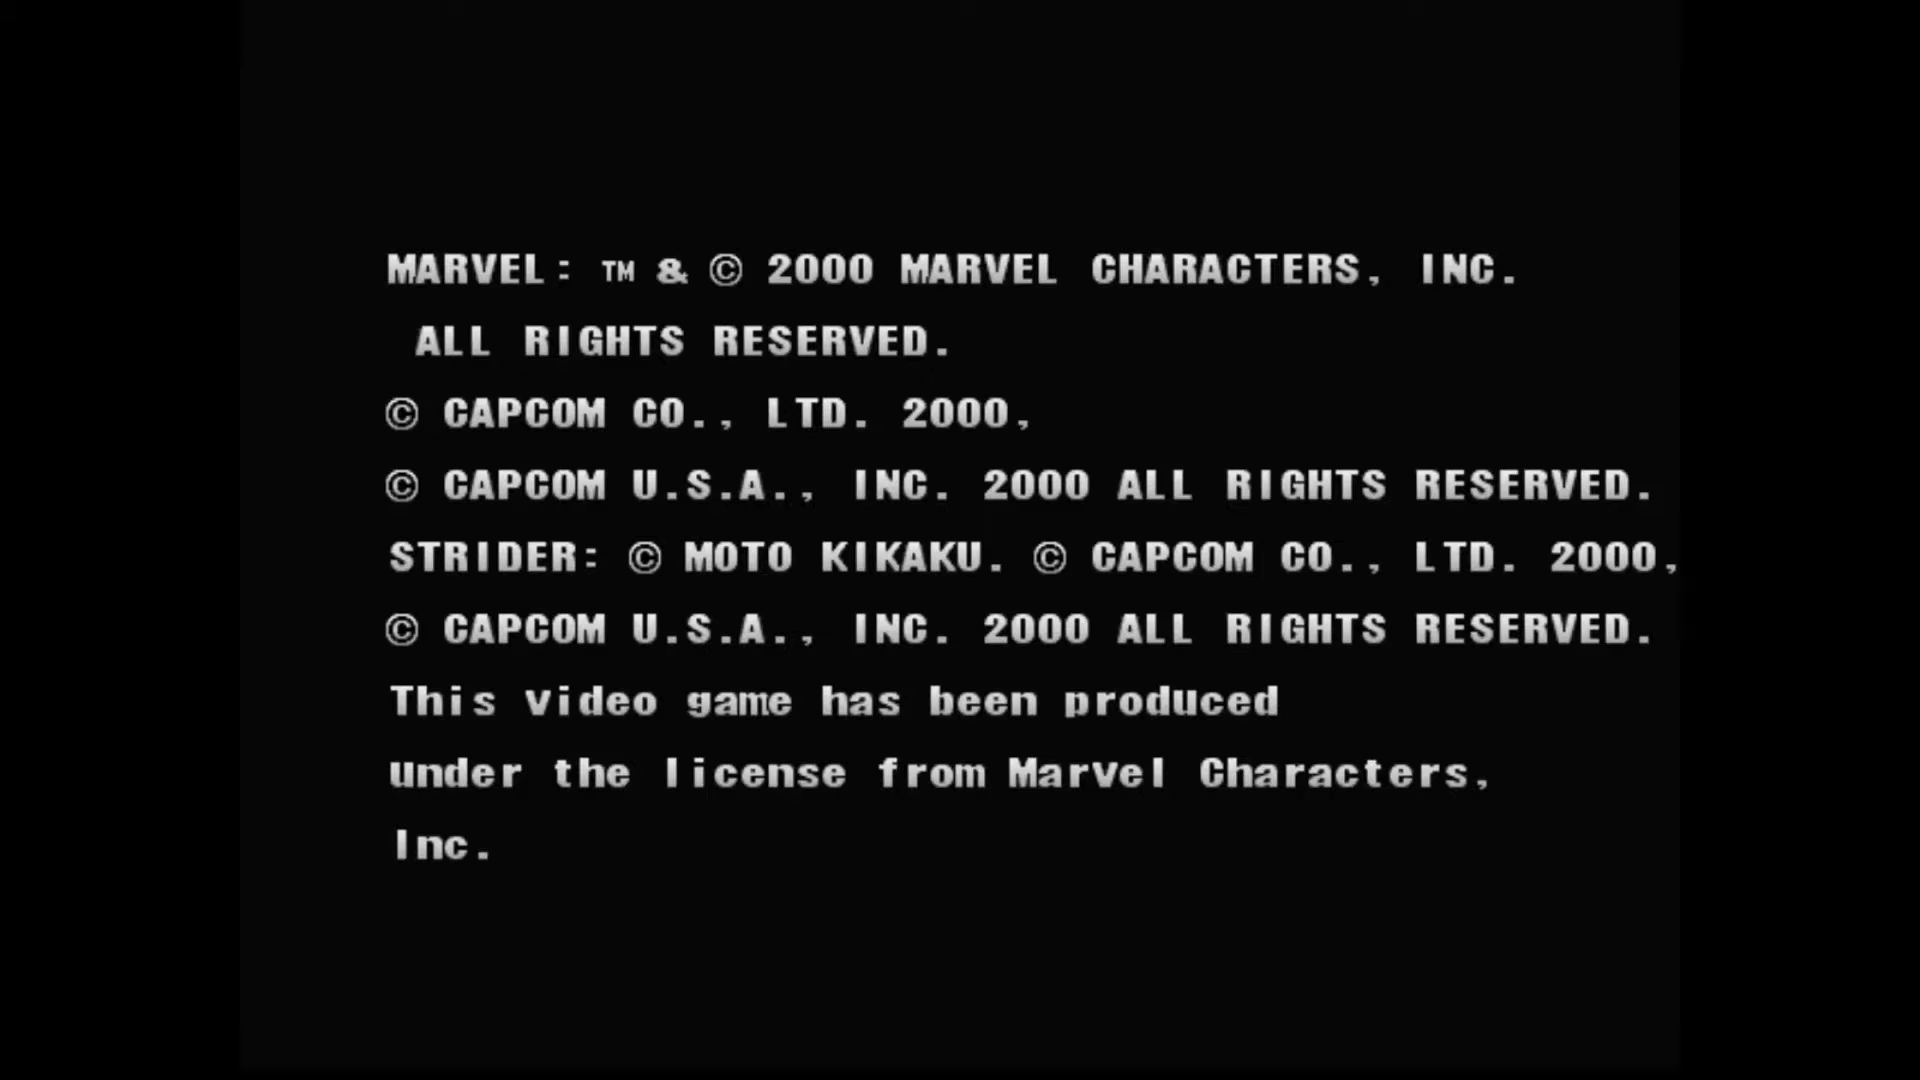 MARVEL: ™ & © 2000 MARVEL CHARACTERS, INC.
ALL RIGHTS RESERVED.
© CAPCOM CO., LTD. 2000,
© CAPCOM U.S.A., INC. 2000 ALL RIGHTS RESERVED.
STRIDER: © MOTO KIKAKU. © CAPCOM CO., LTD. 2000,
© CAPCOM U.S.A., INC. 2000 ALL RIGHTS RESERVED.
This video game has been produced
under the license from Marvel Characters,
Inc.